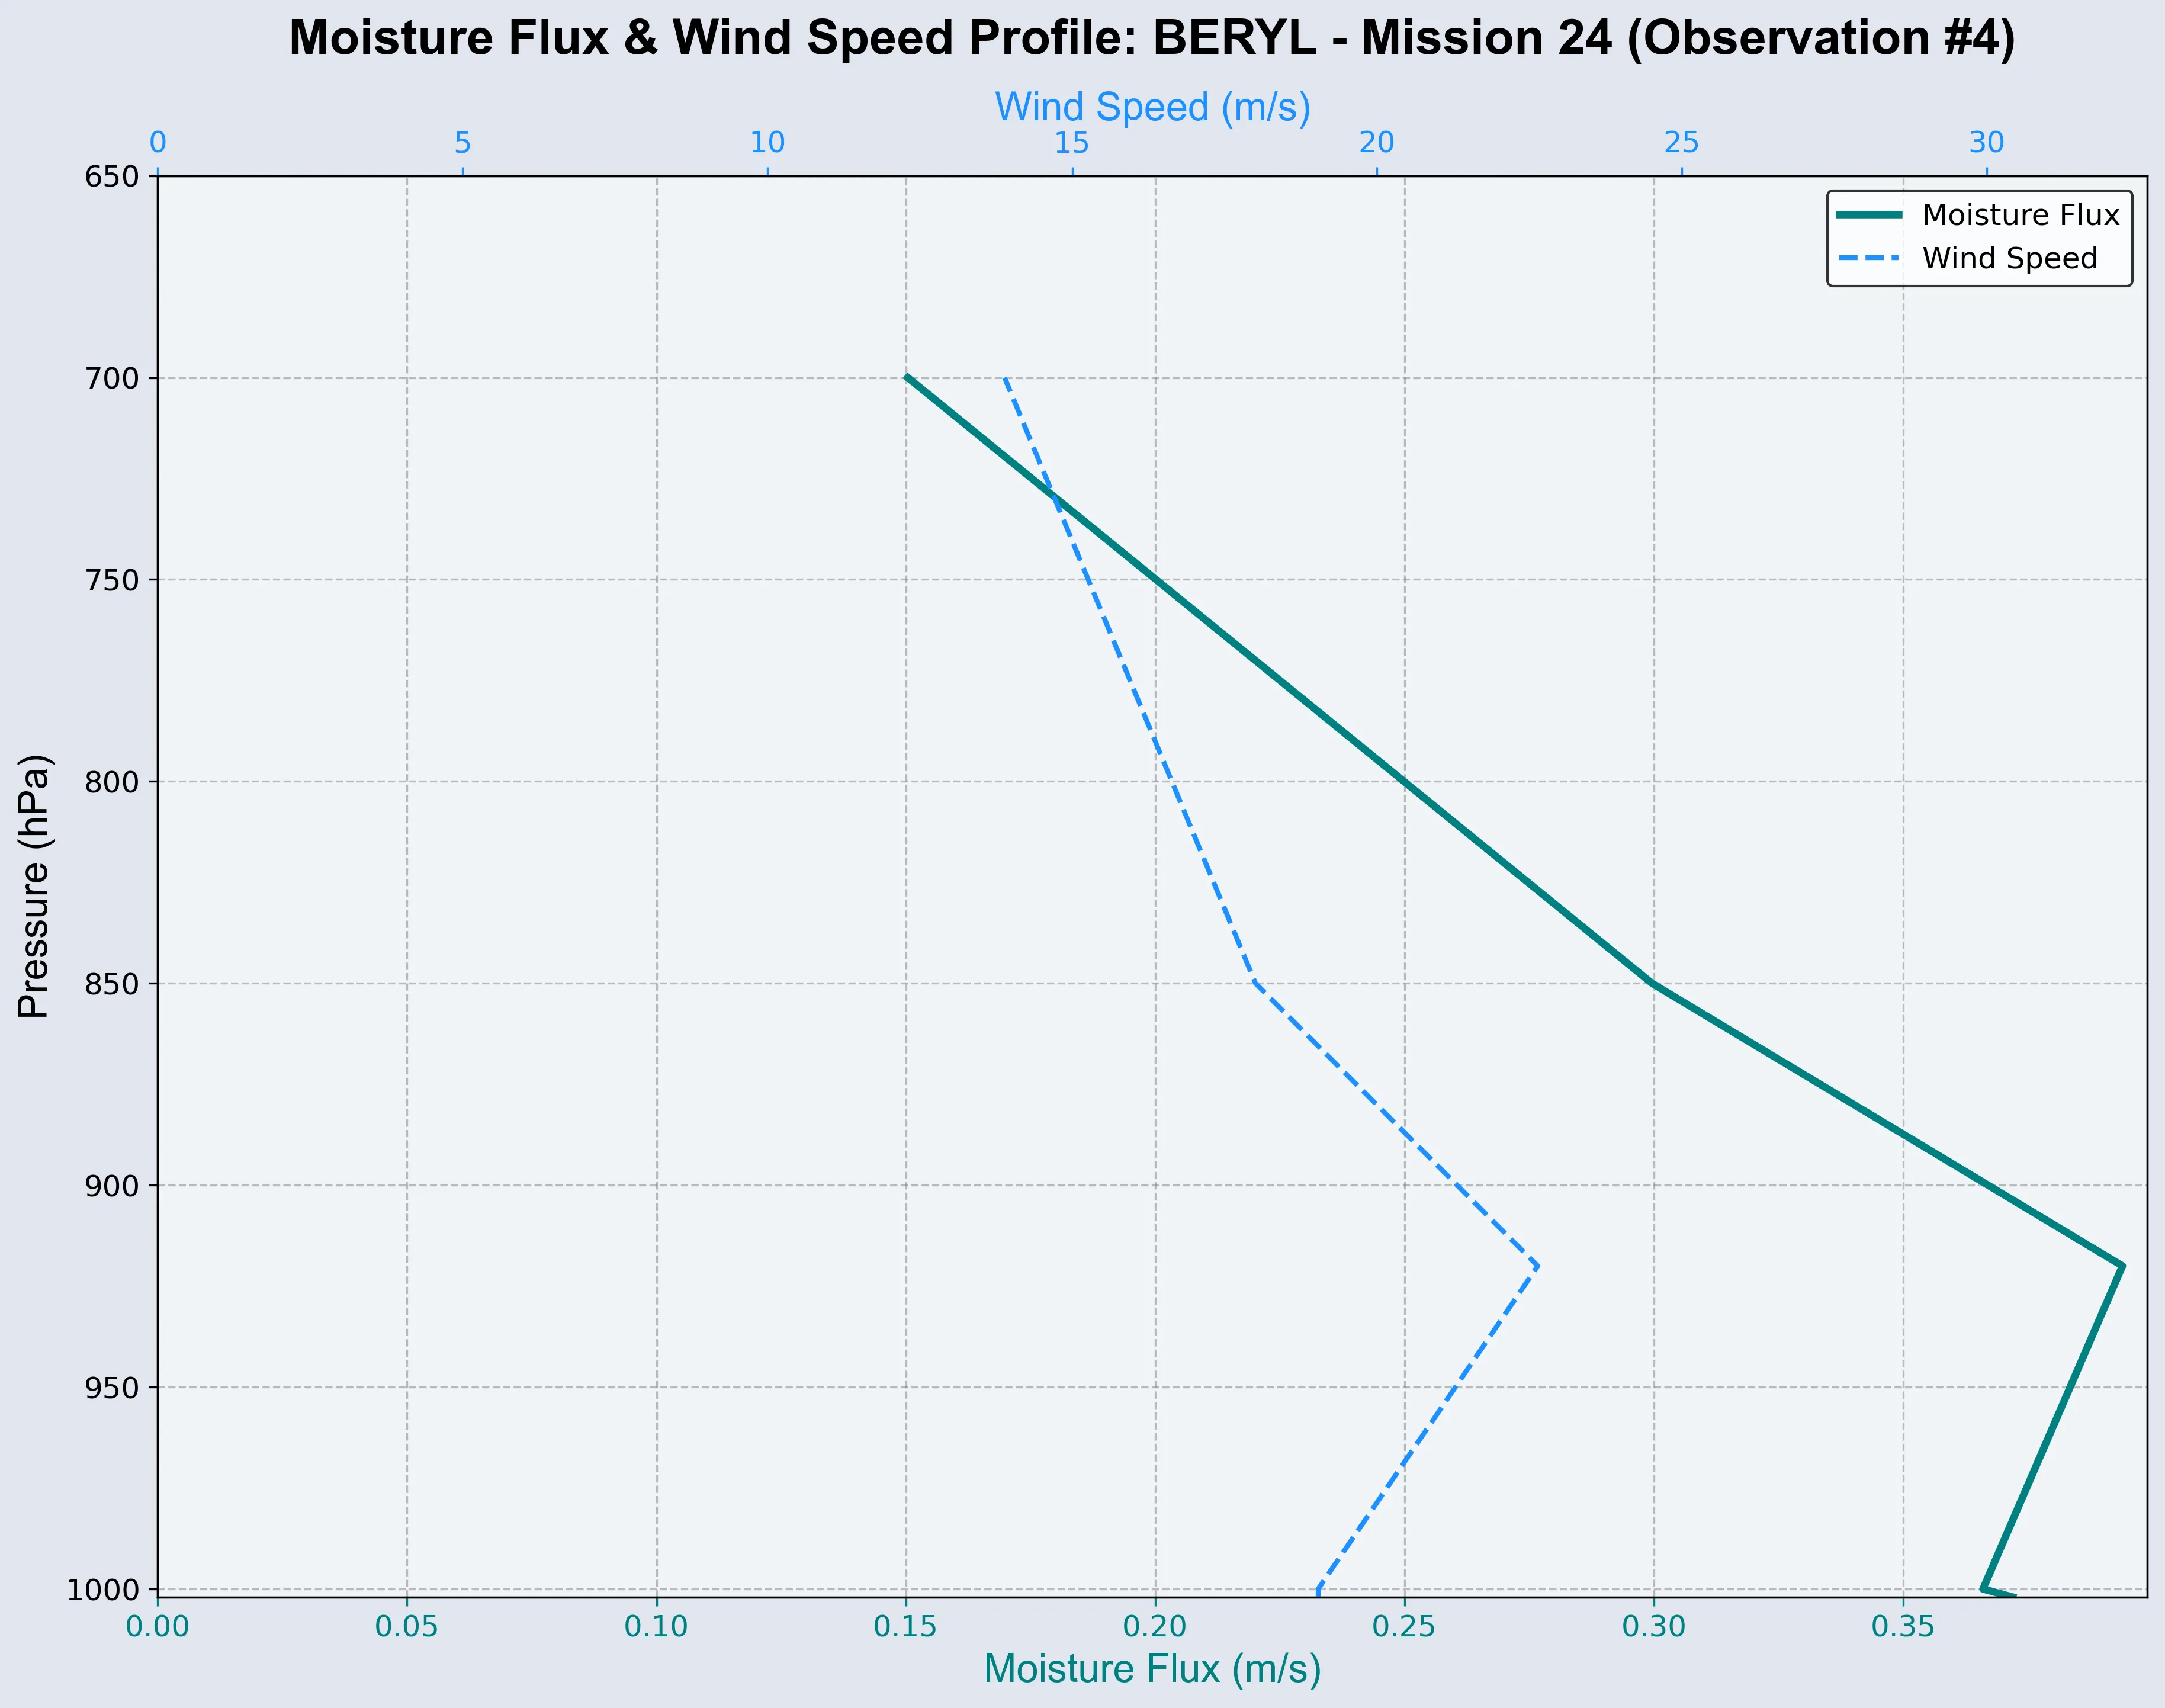 Moisture Flux & Wind Speed Profile: BERYL - Mission 24 (Observation #4)
Wind Speed (m/s)
0 5 10 15 20 25 30
Moisture Flux
Wind Speed
Pressure (hPa)
650
700
750
800
850
900
950
1000
0.00 0.05 0.10 0.15 0.20 0.25 0.30 0.35
Moisture Flux (m/s)